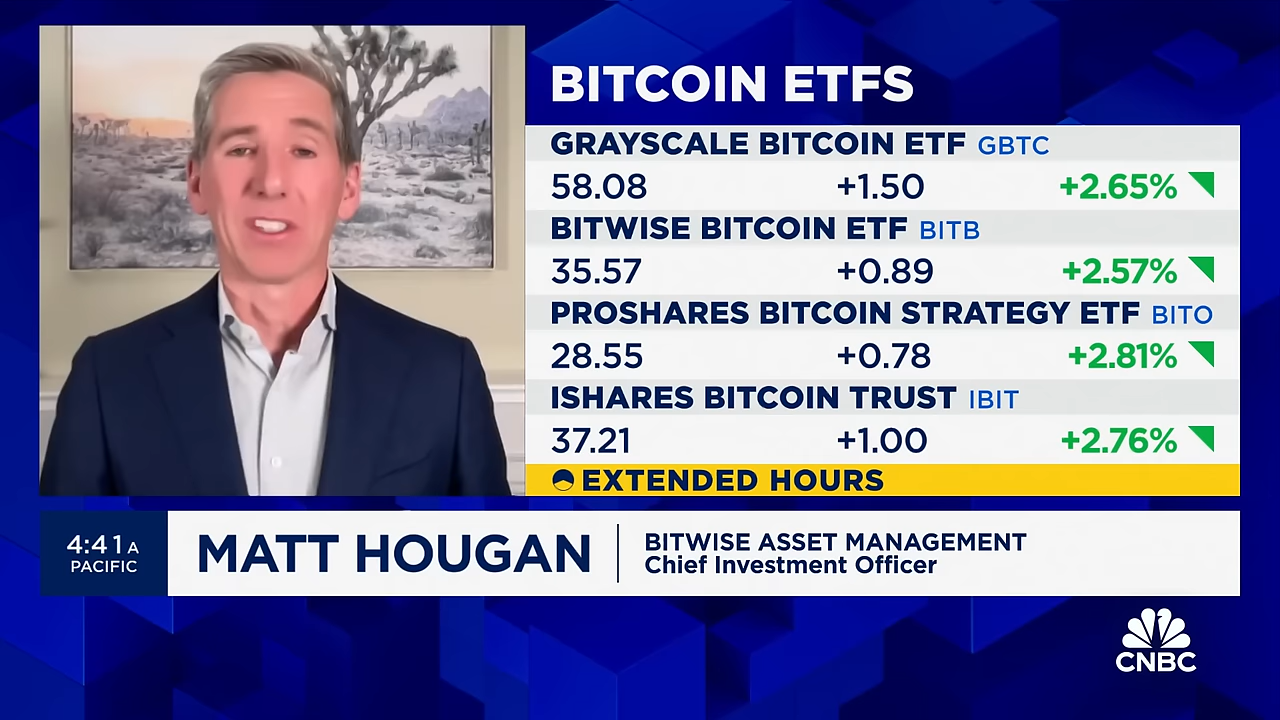 BITCOIN ETFS
GRAYSCALE BITCOIN ETF GBTC
58.08 +1.50 +2.65%
BITWISE BITCOIN ETF BITB
35.57 +0.89 +2.57%
PROSHARES BITCOIN STRATEGY ETF BITO
28.55 +0.78 +2.81%
ISHARES BITCOIN TRUST IBIT
37.21 +1.00 +2.76%
EXTENDED HOURS
4:41A
PACIFIC
MATT HOUGAN
BITWISE ASSET MANAGEMENT
Chief Investment Officer
CNBC